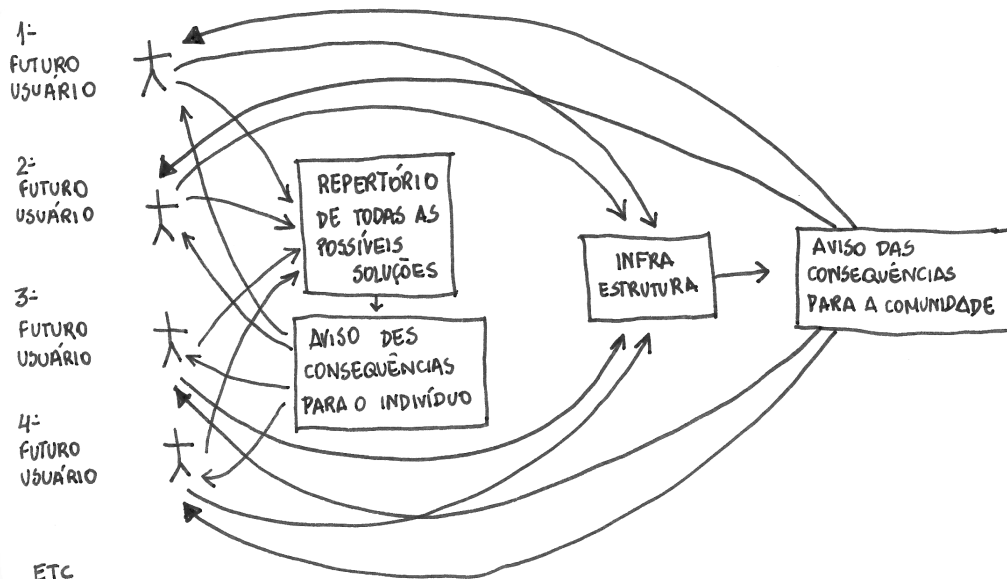 1-
FUTURO
USUÁRIO
2-
FUTURO
USUÁRIO
3-
FUTURO
USUÁRIO
4-
FUTURO
USUÁRIO
ETC
REPERTÓRIO
DE TODAS AS
POSSÍVEIS
SOLUÇÕES
AVISO DES
CONSEQUÊNCIAS
PARA O INDIVÍDUO
INFRA
ESTRUTURA
AVISO DAS
CONSEQUÊNCIAS
PARA A COMUNIDADE